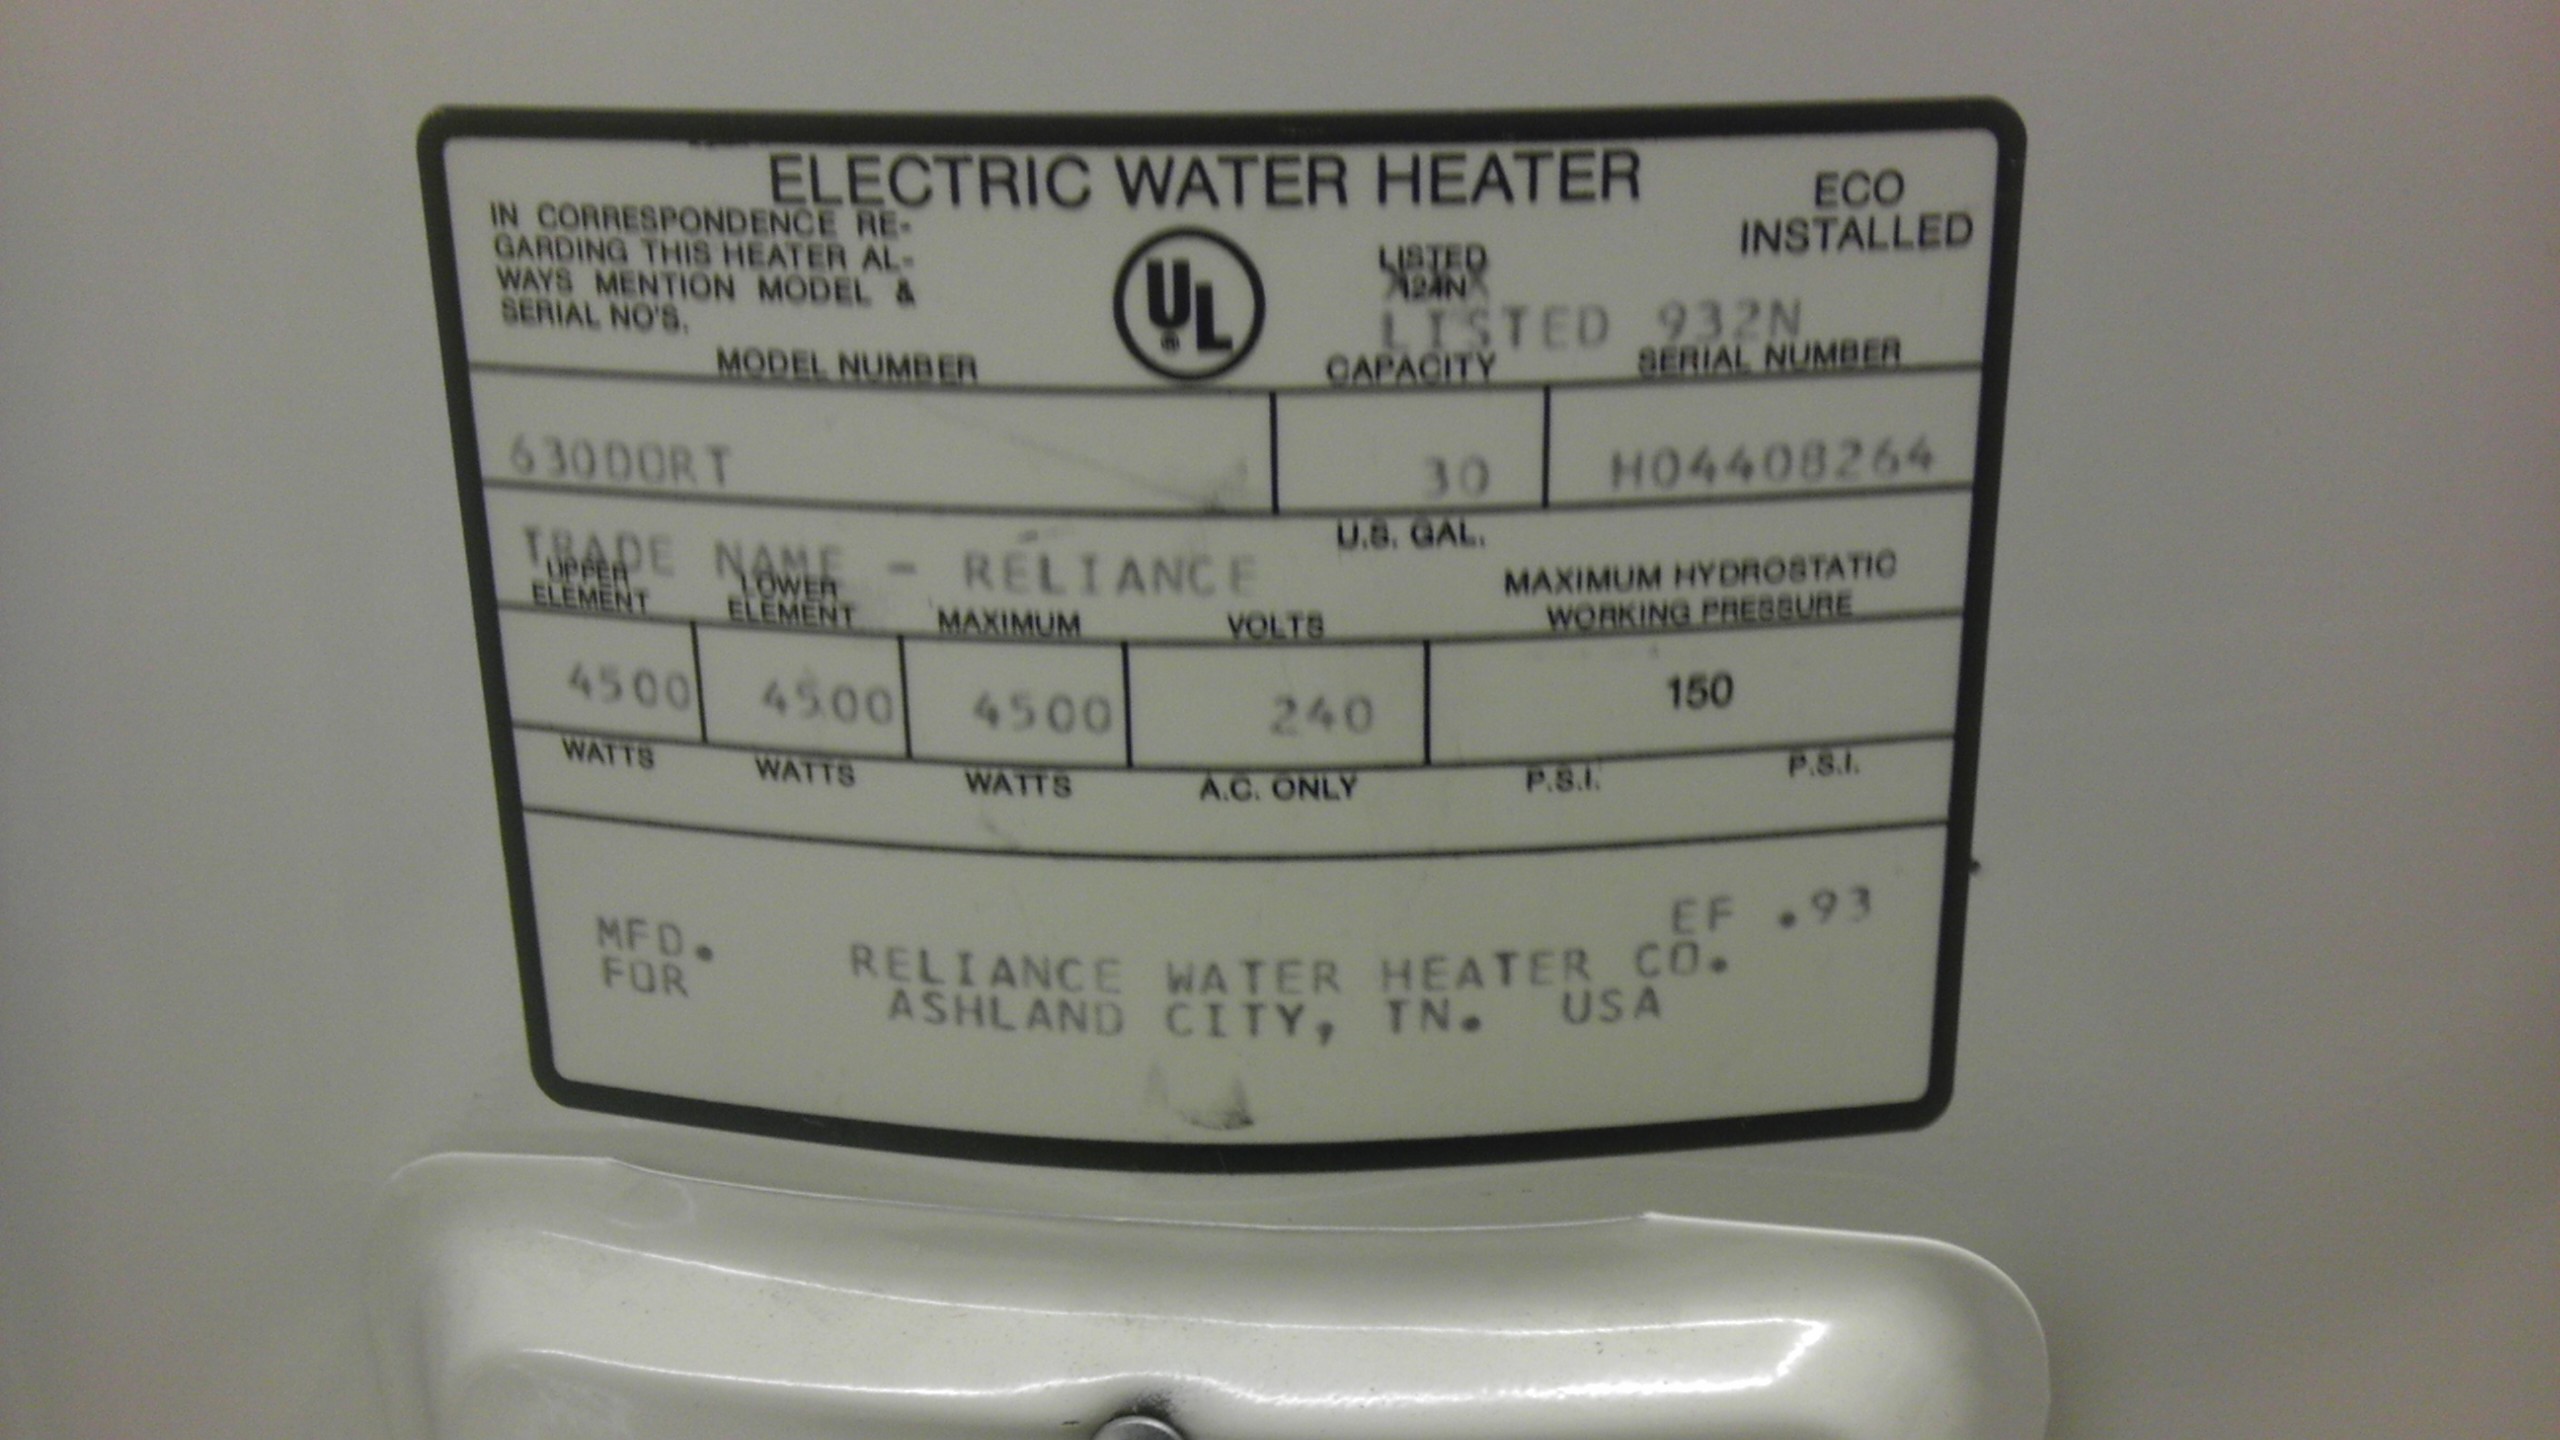 ELECTRIC WATER HEATER
ECO
INSTALLED
IN CORRESPONDENCE RE-
GARDING THIS HEATER AL-
WAYS MENTION MODEL &
SERIAL NO'S.
UL
®
LISTED
124N
LISTED 932N
MODEL NUMBER CAPACITY SERIAL NUMBER
630DORT 30 H04408264
U.S. GAL.
TRADE NAME - RELIANCE
UPPER
ELEMENT
LOWER
ELEMENT
MAXIMUM
VOLTS
MAXIMUM HYDROSTATIC
WORKING PRESSURE
4500 4500 4500 240 150
WATTS WATTS WATTS A.C. ONLY P.S.I. P.S.I.
EF .93
MFD.
FOR
RELIANCE WATER HEATER CO.
ASHLAND CITY, TN. USA